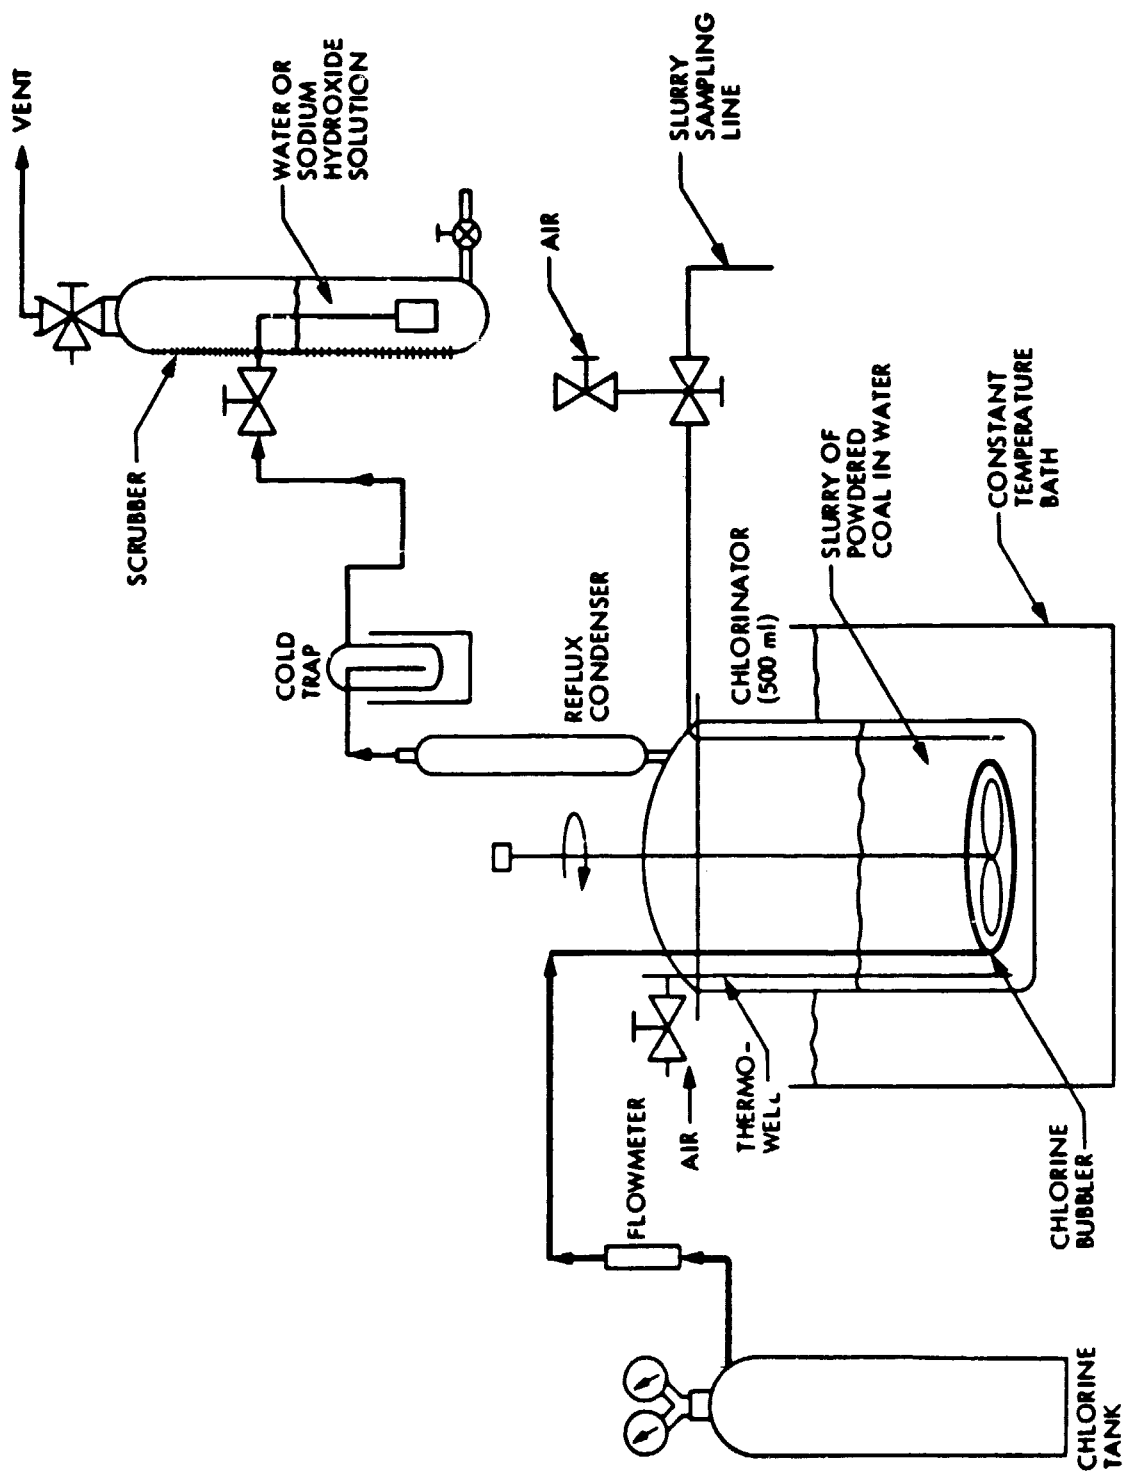 VENT
WATER OR
SODIUM
HYDROXIDE
SOLUTION
SCRUBBER
COLD
TRAP
AIR
SLURRY
SAMPLING
LINE
REFLUX
CONDENSER
CHLORINATOR
(500 ml)
SLURRY OF
POWDERED
COAL IN WATER
CONSTANT
TEMPERATURE
BATH
FLOWMETER
AIR
THERMO-
WELL
CHLORINE
BUBBLER
CHLORINE
TANK